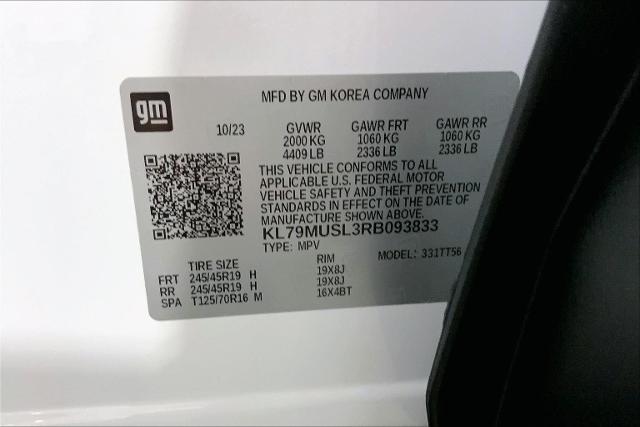 gm
MFD BY GM KOREA COMPANY
10/23 GVWR GAWR FRT GAWR RR
2000 KG 1060 KG 1060 KG
4409 LB 2336 LB 2336 LB
THIS VEHICLE CONFORMS TO ALL
APPLICABLE U.S. FEDERAL MOTOR
VEHICLE SAFETY AND THEFT PREVENTION
STANDARDS IN EFFECT ON THE DATE OF
MANUFACTURE SHOWN ABOVE.
KL79MUSL3RB093833
TYPE: MPV MODEL: 331TT56
TIRE SIZE RIM
FRT 245/45R19 H 19X8J
RR 245/45R19 H 19X8J
SPA T125/70R16 M 16X4BT